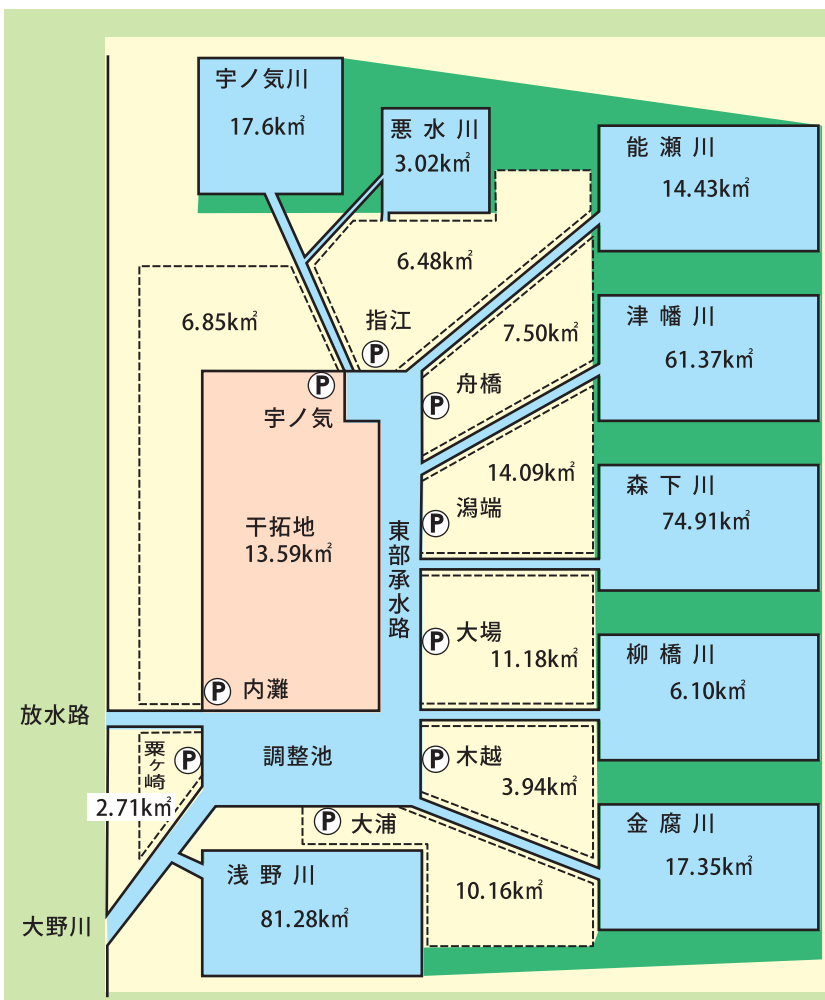 宇ノ気川
17.6k㎡
悪水川
3.02k㎡
能瀬川
14.43k㎡
6.48k㎡
6.85k㎡
指江
P
7.50k㎡
津幡川
61.37k㎡
P
宇ノ気
P
舟橋
14.09k㎡
森下川
74.91k㎡
P
潟端
干拓地
13.59k㎡
東部承水路
P
大場
11.18k㎡
柳橋川
6.10k㎡
P
内灘
放水路
粟ヶ崎
P
調整池
P
木越
3.94k㎡
2.71k㎡
P
大浦
金腐川
17.35k㎡
浅野川
81.28k㎡
10.16k㎡
大野川